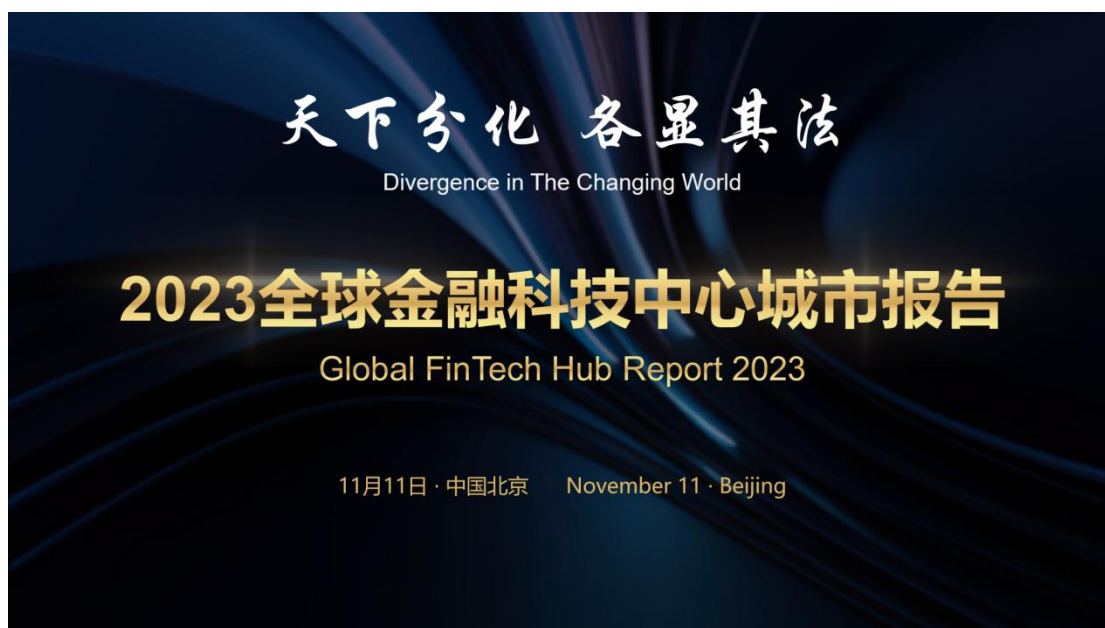 天下分化 各显其法
Divergence in The Changing World
2023全球金融科技中心城市报告
Global FinTech Hub Report 2023
11月11日 · 中国北京 November 11 · Beijing